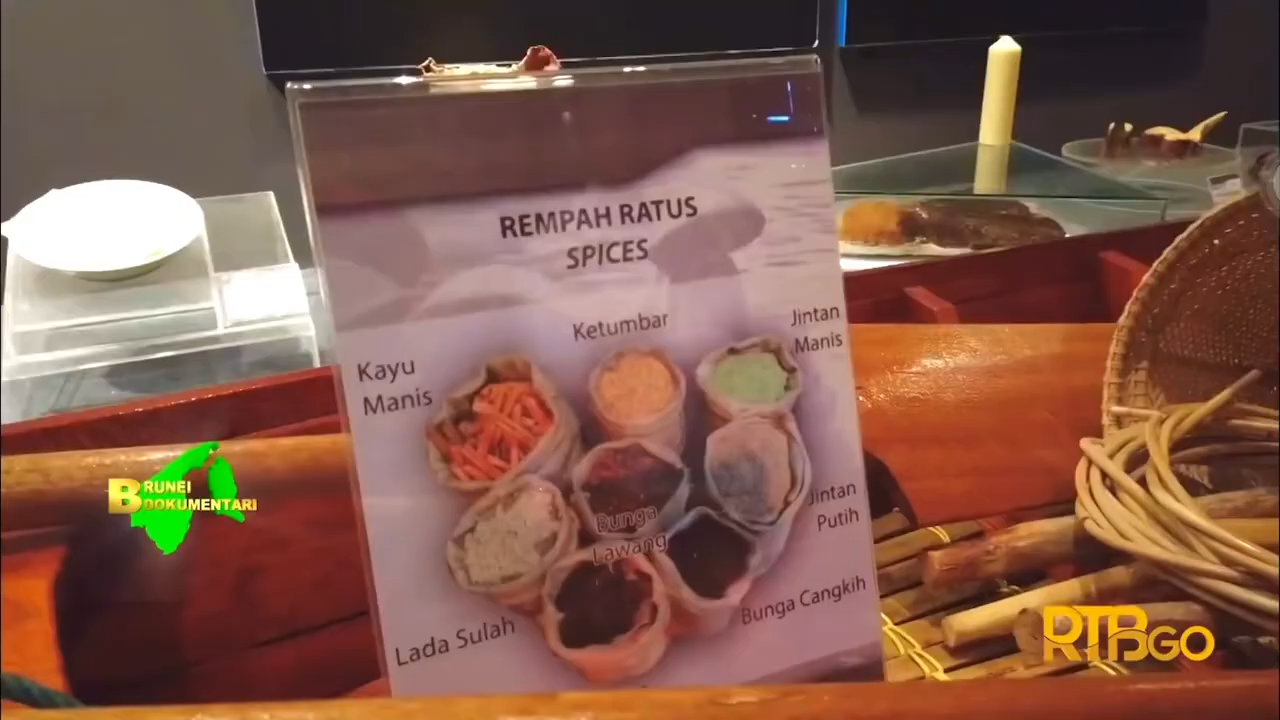 REMPAH RATUS
SPICES
Ketumbar
Jintan
Manis
Kayu
Manis
Jintan
Putih
Bunga
Lawang
Bunga Cangkih
Lada Sulah
BRUNEI
DOKUMENTARI
RTBGO